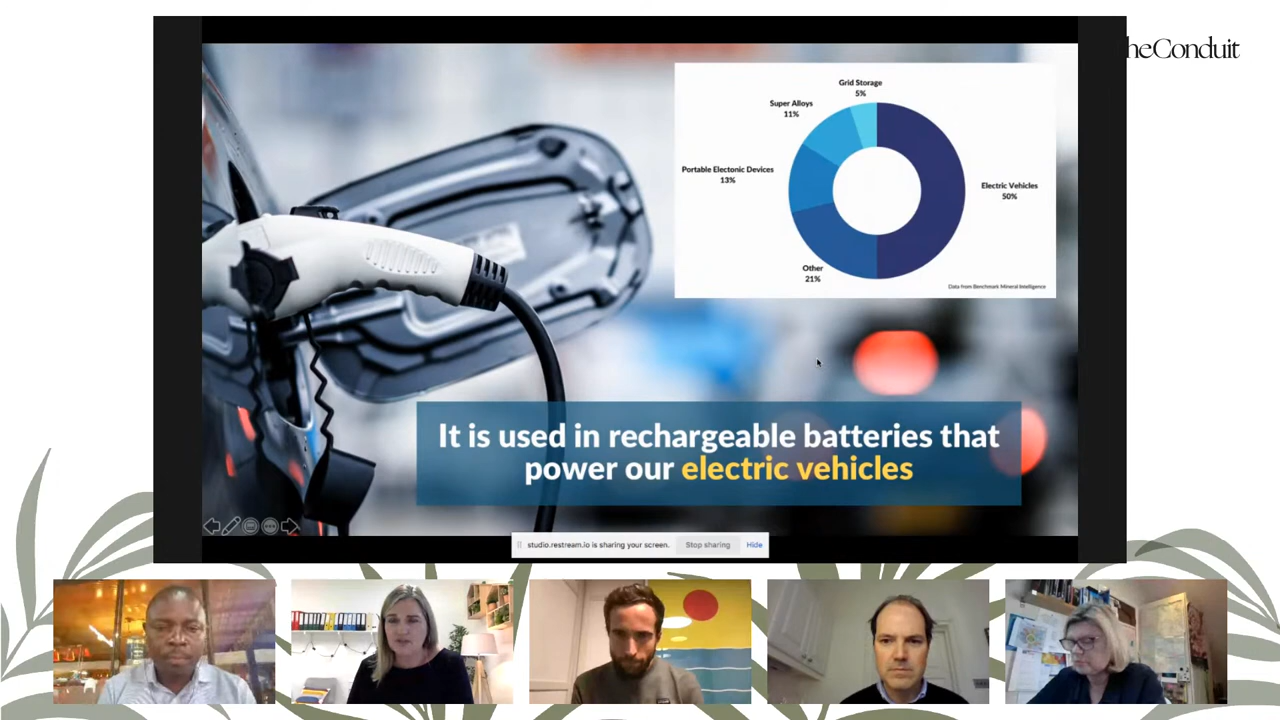 heConduit
Grid Storage
5%
Super Alloys
11%
Portable Electonic Devices
13%
Electric Vehicles
50%
Other
21%
Data from Benchmark Mineral Intelligence
It is used in rechargeable batteries that
power our electric vehicles
studio.restream.io is sharing your screen.
Stop sharing
Hide